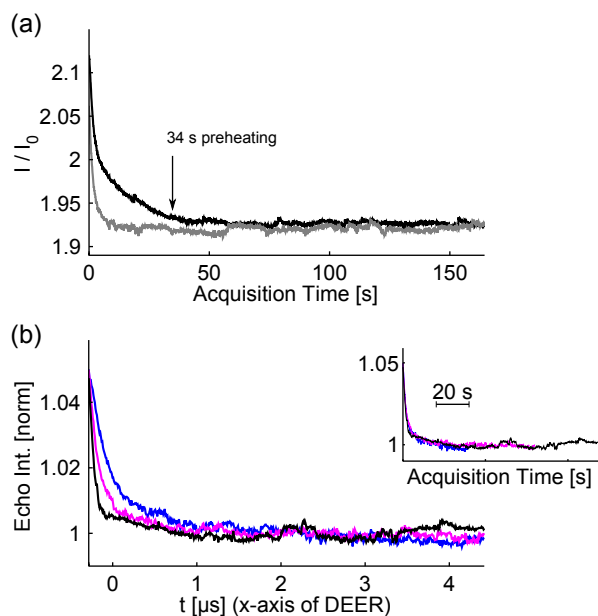 (a)
2.1
2.05
2
1.95
1.9
I / I0
34 s preheating
0 50 100 150
Acquisition Time [s]
(b)
1.04
1.02
1
Echo Int. [norm]
0 1 2 3 4
t [µs] (x-axis of DEER)
1.05
1
20 s
Acquisition Time [s]